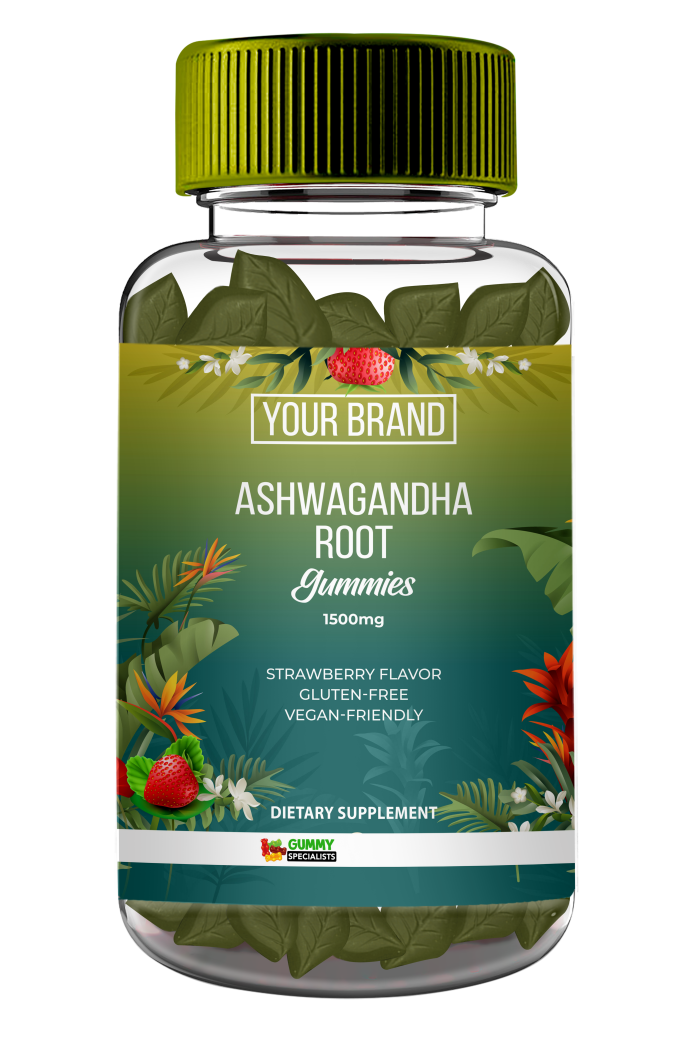 YOUR BRAND
ASHWAGANDHA
ROOT
Gummies
1500mg
STRAWBERRY FLAVOR
GLUTEN-FREE
VEGAN-FRIENDLY
DIETARY SUPPLEMENT
GUMMY
SPECIALISTS